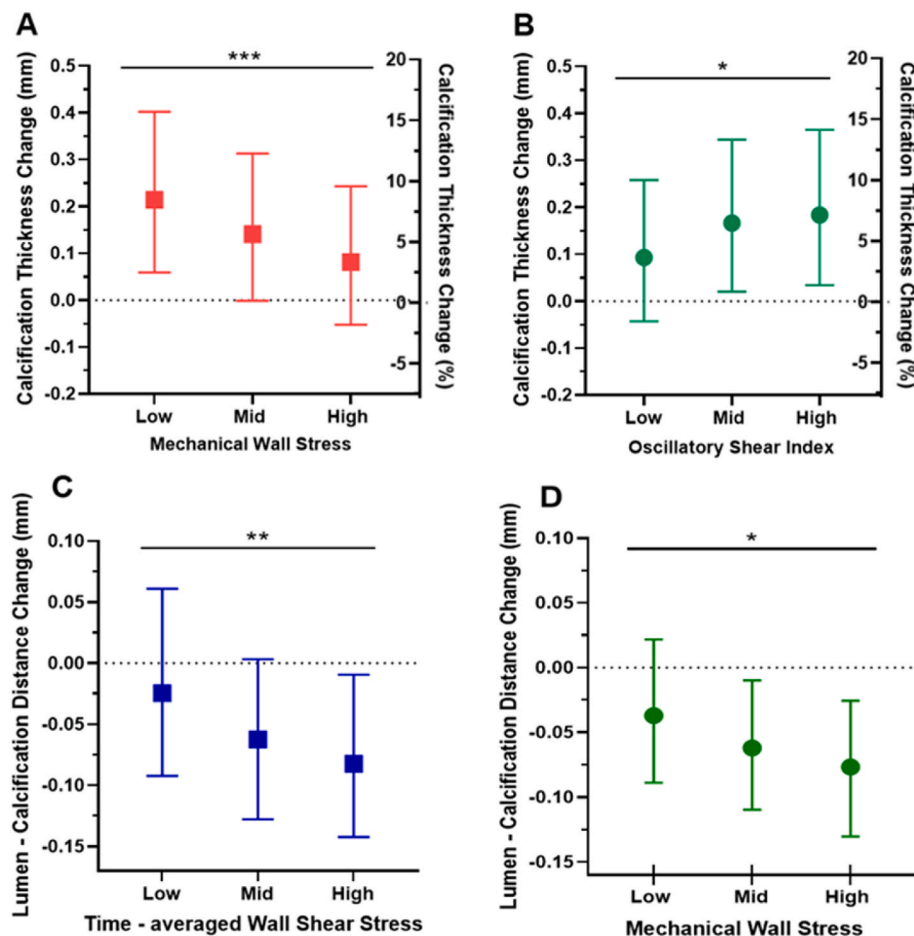 A
***
Calcification Thickness Change (mm)
0.5
0.4
0.3
0.2
0.1
0.0
-0.1
-0.2
20
15
10
5
0
-5
Calcification Thickness Change (%)
Low Mid High
Mechanical Wall Stress
B
*
Calcification Thickness Change (mm)
0.5
0.4
0.3
0.2
0.1
0.0
-0.1
-0.2
20
15
10
5
0
-5
Calcification Thickness Change (%)
Low Mid High
Oscillatory Shear Index
C
**
Lumen - Calcification Distance Change (mm)
0.10
0.05
0.00
-0.05
-0.10
-0.15
Low Mid High
Time - averaged Wall Shear Stress
D
*
Lumen - Calcification Distance Change (mm)
0.10
0.05
0.00
-0.05
-0.10
-0.15
Low Mid High
Mechanical Wall Stress